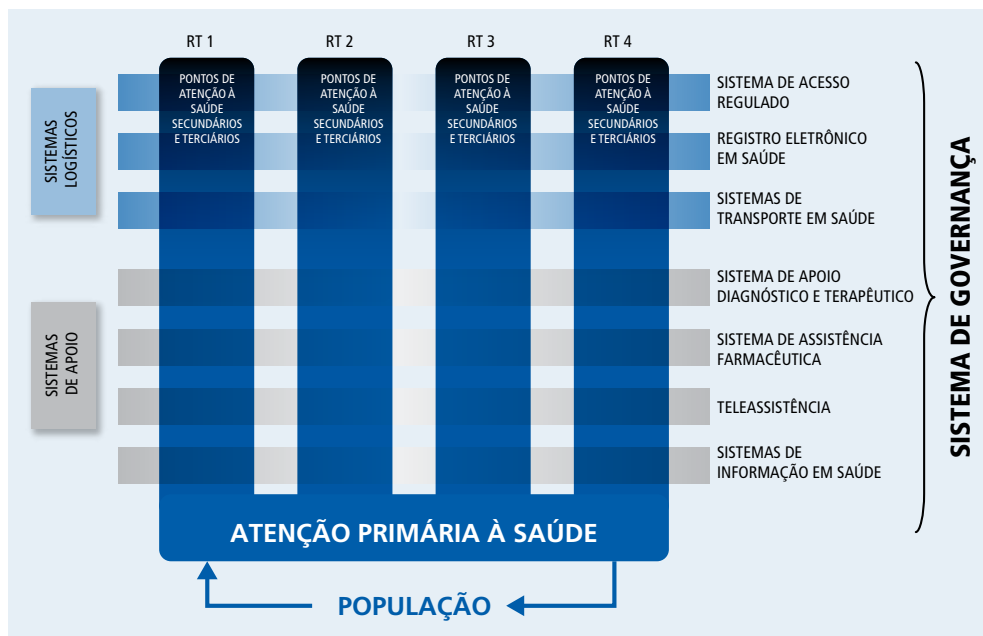 RT 1
RT 2
RT 3
RT 4
PONTOS DE
ATENÇÃO À
SAÚDE
SECUNDÁRIOS
E TERCIÁRIOS
PONTOS DE
ATENÇÃO À
SAÚDE
SECUNDÁRIOS
E TERCIÁRIOS
PONTOS DE
ATENÇÃO À
SAÚDE
SECUNDÁRIOS
E TERCIÁRIOS
PONTOS DE
ATENÇÃO À
SAÚDE
SECUNDÁRIOS
E TERCIÁRIOS
SISTEMAS
LOGÍSTICOS
SISTEMAS
DE APOIO
SISTEMA DE ACESSO
REGULADO
REGISTRO ELETRÔNICO
EM SAÚDE
SISTEMAS DE
TRANSPORTE EM SAÚDE
SISTEMA DE APOIO
DIAGNÓSTICO E TERAPÊUTICO
SISTEMA DE ASSISTÊNCIA
FARMACÊUTICA
TELEASSISTÊNCIA
SISTEMAS DE
INFORMAÇÃO EM SAÚDE
SISTEMA DE GOVERNANÇA
ATENÇÃO PRIMÁRIA À SAÚDE
POPULAÇÃO